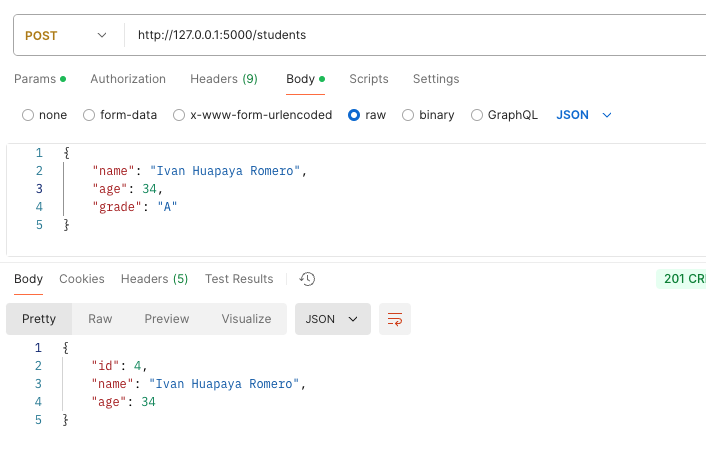 POST http://127.0.0.1:5000/students
Params Authorization Headers (9) Body Scripts Settings
none form-data x-www-form-urlencoded raw binary GraphQL JSON
1 {
2 "name": "Ivan Huapaya Romero",
3 "age": 34,
4 "grade": "A"
5 }
Body Cookies Headers (5) Test Results 201 CRE
Pretty Raw Preview Visualize JSON
1 {
2 "id": 4,
3 "name": "Ivan Huapaya Romero",
4 "age": 34
5 }